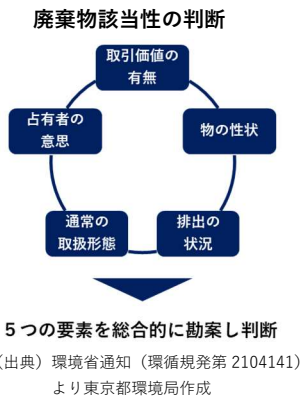 廃棄物該当性の判断
取引価値の
有無
占有者の
意思
物の性状
通常の
取扱形態
排出の
状況
5つの要素を総合的に勘案し判断
（出典）環境省通知（環循規発第 2104141）
より東京都環境局作成